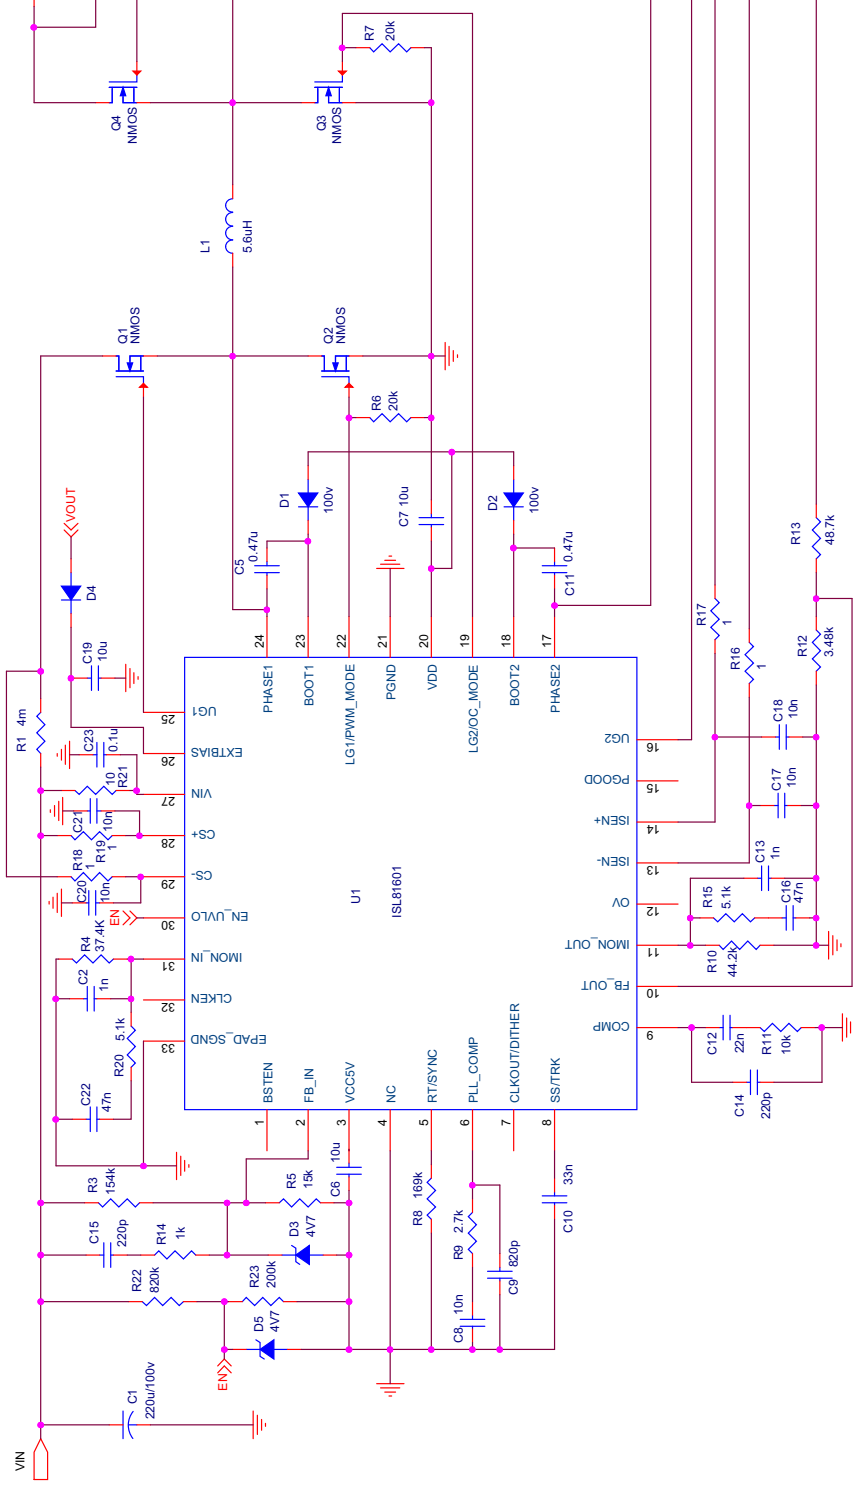 R7
20k
Q4
NMOS
Q3
NMOS
L1
5.6uH
Q1
NMOS
Q2
NMOS
R6
20k
VOUT
D4
D1
100v
C7 10u
D2
100v
R13
48.7k
C5
0.47u
C11
0.47u
C19
10u
R17
1
R16
1
R12
3.48k
R1 4m
C23
0.1u
24
23
22
21
20
19
18
17
PHASE1
BOOT1
LG1/PWM_MODE
PGND
VDD
LG2/OC_MODE
BOOT2
PHASE2
25
UG1
26
EXTBIAS
27
VIN
28
CS+
29
CS-
30
EN_UVLO
31
IMON_IN
32
CLKEN
33
EPAD_SGND
10
R21
C21
10n
R19
1
R18
1
C20
10n
EN
R4
37.4K
C2
1n
R20
5.1k
C22
47n
U1
ISL81601
UG2
16
PGOOD
15
ISEN+
14
ISEN-
13
OV
12
IMON_OUT
11
FB_OUT
10
COMP
9
C18
10n
C17
10n
C13
1n
R15
5.1k
C16
47n
R10
44.2k
C12
22n
R11
10k
C14
220p
BSTEN
FB_IN
VCC5V
NC
RT/SYNC
PLL_COMP
CLKOUT/DITHER
SS/TRK
1
2
3
4
5
6
7
8
R3
154k
R5
15k
C6
10u
R8 169k
R9
2.7k
C9
820p
C10
33n
C15
220p
R14
1k
D3
4V7
R22
820k
R23
200k
D5
4V7
C8
10n
EN
C1
220u/100v
VIN